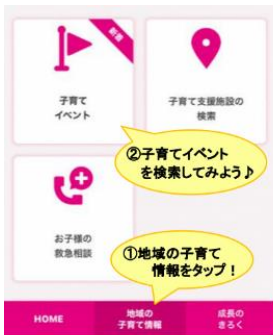 新着
子育て
イベント
子育て支援施設の
検索
②子育てイベント
を検索してみよう♪
お子様の
救急相談
①地域の子育て
情報をタップ！
HOME
地域の
子育て情報
成長の
きろく